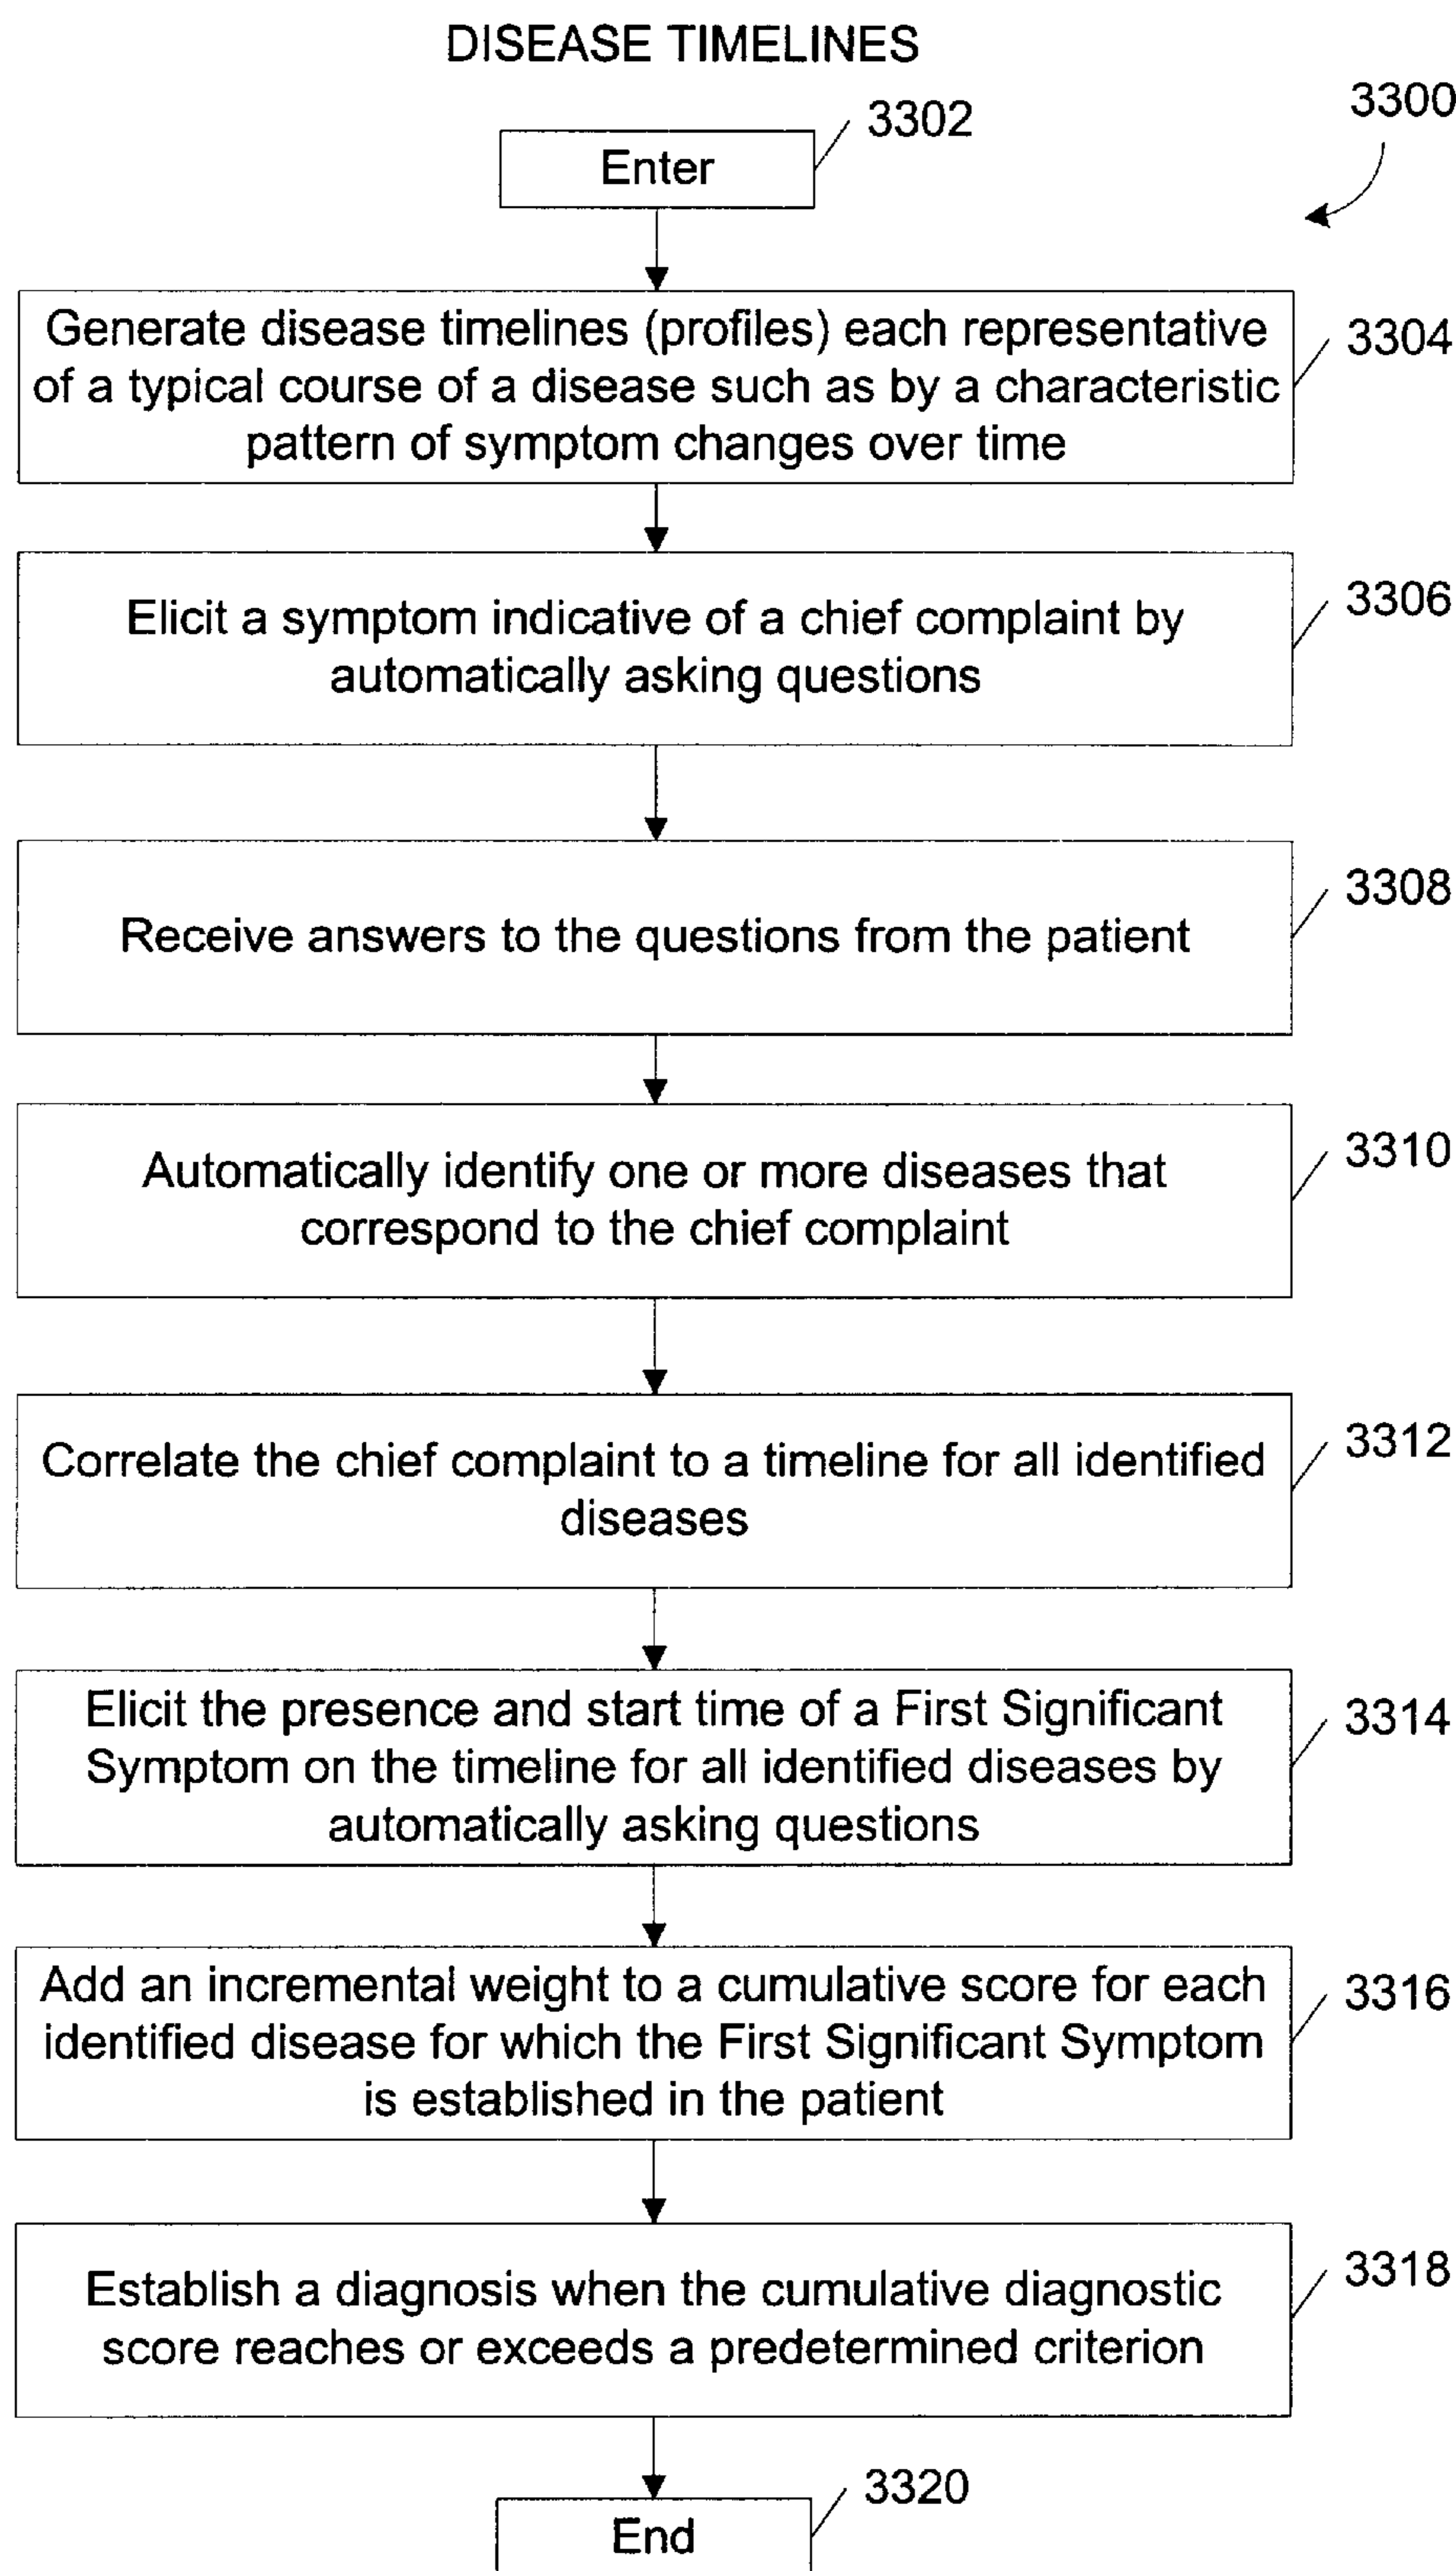 DISEASE TIMELINES
3300
3302
Enter
Generate disease timelines (profiles) each representative
of a typical course of a disease such as by a characteristic
pattern of symptom changes over time
3304
Elicit a symptom indicative of a chief complaint by
automatically asking questions
3306
Receive answers to the questions from the patient
3308
Automatically identify one or more diseases that
correspond to the chief complaint
3310
Correlate the chief complaint to a timeline for all identified
diseases
3312
Elicit the presence and start time of a First Significant
Symptom on the timeline for all identified diseases by
automatically asking questions
3314
Add an incremental weight to a cumulative score for each
identified disease for which the First Significant Symptom
is established in the patient
3316
Establish a diagnosis when the cumulative diagnostic
score reaches or exceeds a predetermined criterion
3318
3320
End